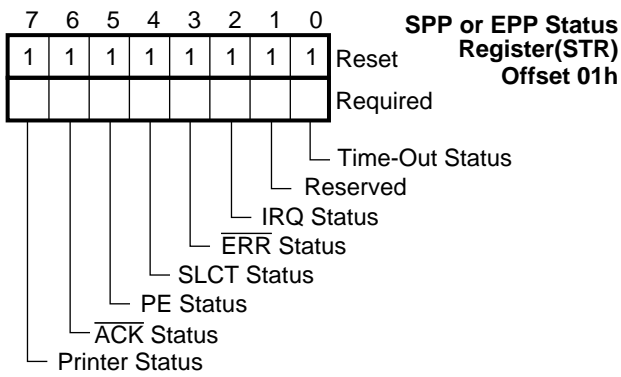 7 6 5 4 3 2 1 0
SPP or EPP Status
Register(STR)
Offset 01h
1 1 1 1 1 1 1 1 Reset
Required
Time-Out Status
Reserved
IRQ Status
E̅R̅R̅ Status
SLCT Status
PE Status
A̅C̅K̅ Status
Printer Status